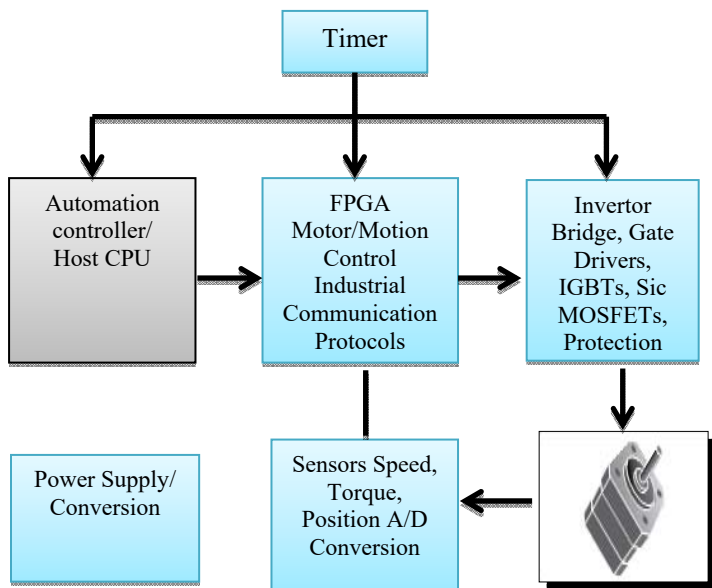 Timer
Automation
controller/
Host CPU
FPGA
Motor/Motion
Control
Industrial
Communication
Protocols
Invertor
Bridge, Gate
Drivers,
IGBTs, Sic
MOSFETs,
Protection
Power Supply/
Conversion
Sensors Speed,
Torque,
Position A/D
Conversion